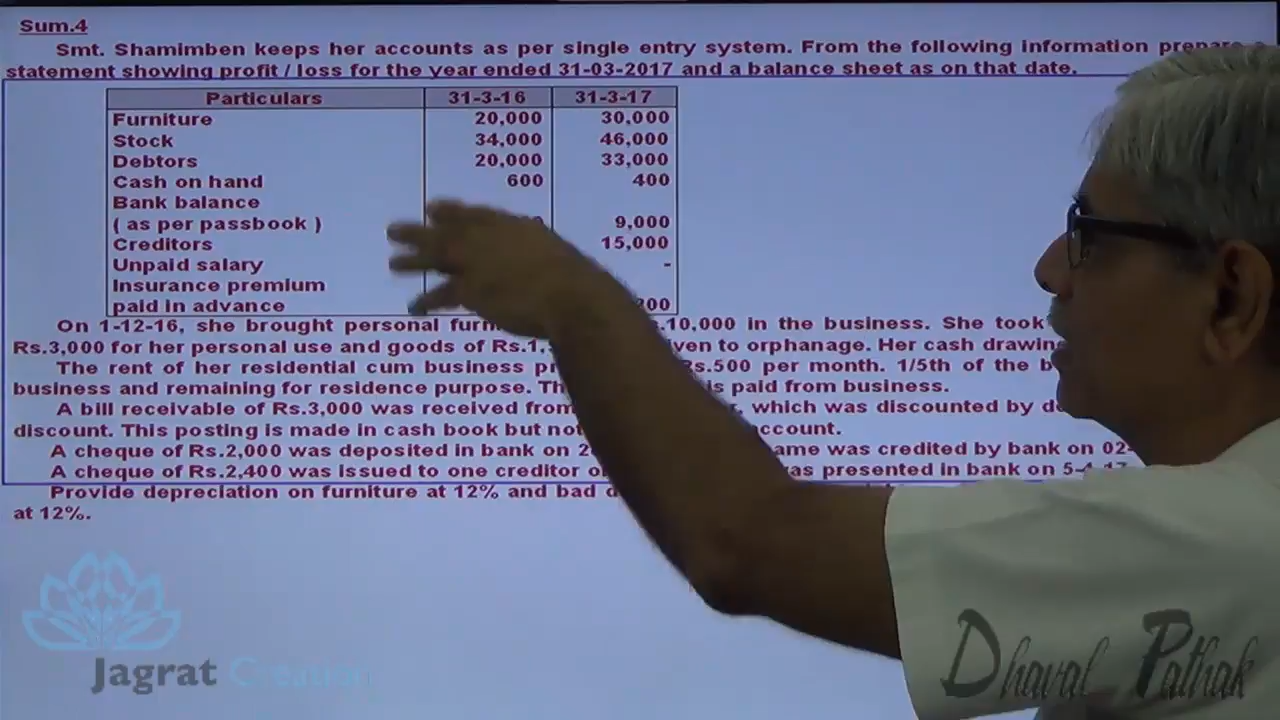 Sum.4
Smt. Shamimben keeps her accounts as per single entry system. From the following information prepare a
statement showing profit / loss for the year ended 31-03-2017 and a balance sheet as on that date.
Particulars 31-3-16 31-3-17
Furniture 20,000 30,000
Stock 34,000 46,000
Debtors 20,000 33,000
Cash on hand 600 400
Bank balance
( as per passbook ) 9,000
Creditors 15,000
Unpaid salary -
Insurance premium
paid in advance
On 1-12-16, she brought personal 10,000 in the business. She took
Rs.3,000 for her personal use and goods of to orphanage. Her cash
The rent of her residential cum business Rs.500 per month. 1/5th of the
business and remaining for residence purpose. is paid from business.
A bill receivable of Rs.3,000 was received from which was discounted by
discount. This posting is made in cash book but account.
A cheque of Rs.2,000 was deposited in bank on was credited by bank on
A cheque of Rs.2,400 was issued to one creditor presented in bank on 5-4-17
Provide depreciation on furniture at 12% and bad
at 12%.
Jagrat Creation
Dhaval Pathak